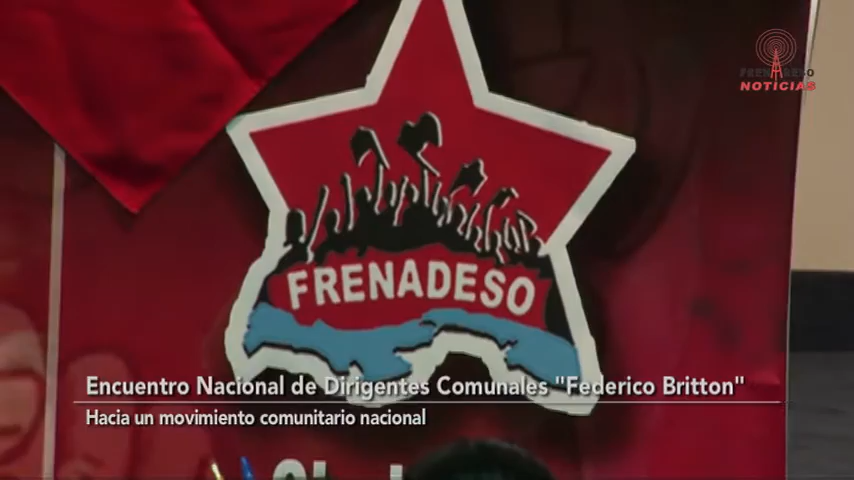 FRENADESO
NOTICIAS
FRENADESO
Encuentro Nacional de Dirigentes Comunales "Federico Britton"
Hacia un movimiento comunitario nacional